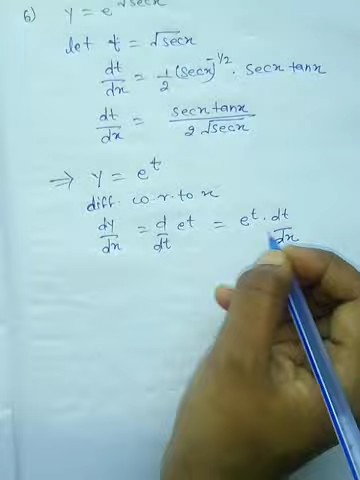 6) y = e^√secx
let t = √secx
dt/dx = 1/2 (secx)^-1/2 . secx tanx
dt/dx = secx tanx / 2 √secx
⇒ y = e^t
diff. w.r.to x
dy/dx = d/dt e^t = e^t . dt/dx